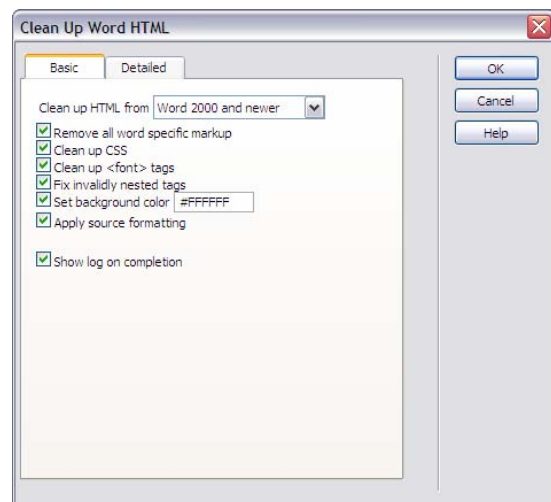 Clean Up Word HTML
Basic Detailed
OK
Cancel
Help
Clean up HTML from Word 2000 and newer
Remove all word specific markup
Clean up CSS
Clean up <font> tags
Fix invalidly nested tags
Set background color #FFFFFF
Apply source formatting
Show log on completion